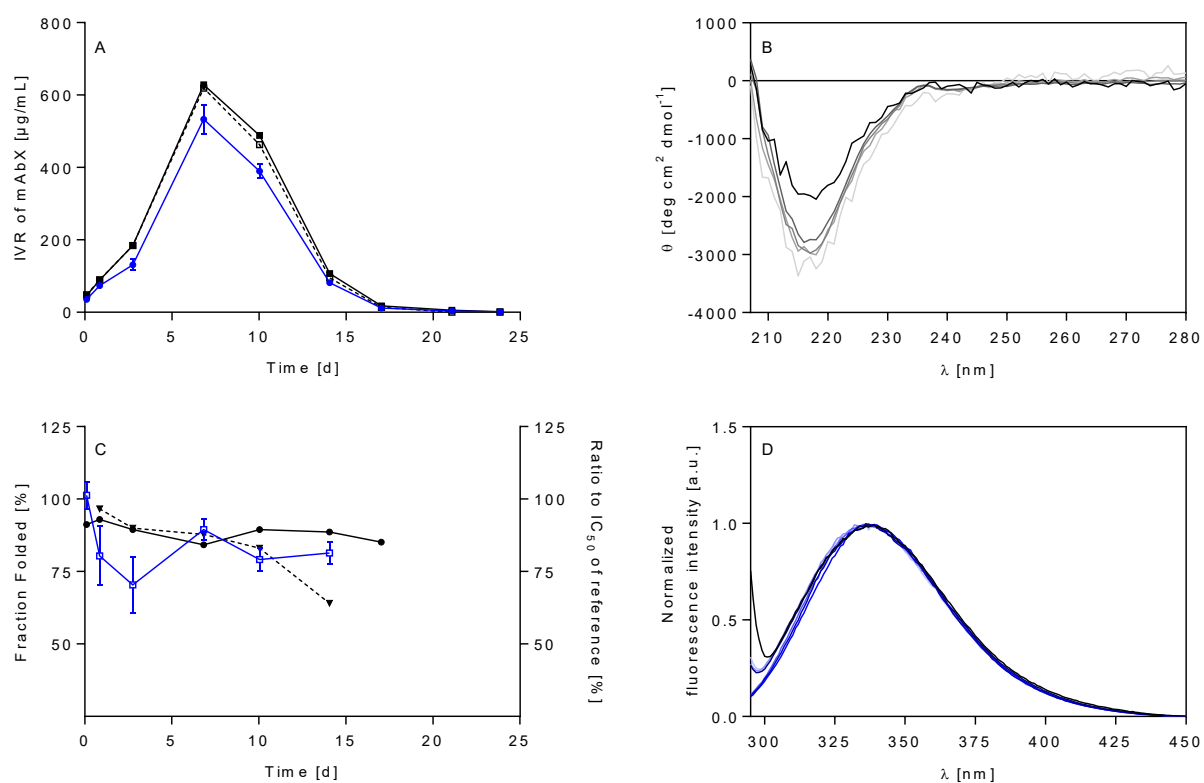 A
IVR of mAbX [µg/mL]
800
600
400
200
0
0 5 10 15 20 25
Time [d]
B
θ [deg cm² dmol⁻¹]
1000
0
-1000
-2000
-3000
-4000
210 220 230 240 250 260 270 280
λ [nm]
C
Fraction Folded [%]
125
100
75
50
125
100
75
50
Ratio to IC₅₀ of reference [%]
0 5 10 15 20 25
Time [d]
D
Normalized
fluorescence intensity [a.u.]
1.5
1.0
0.5
0.0
300 325 350 375 400 425 450
λ [nm]